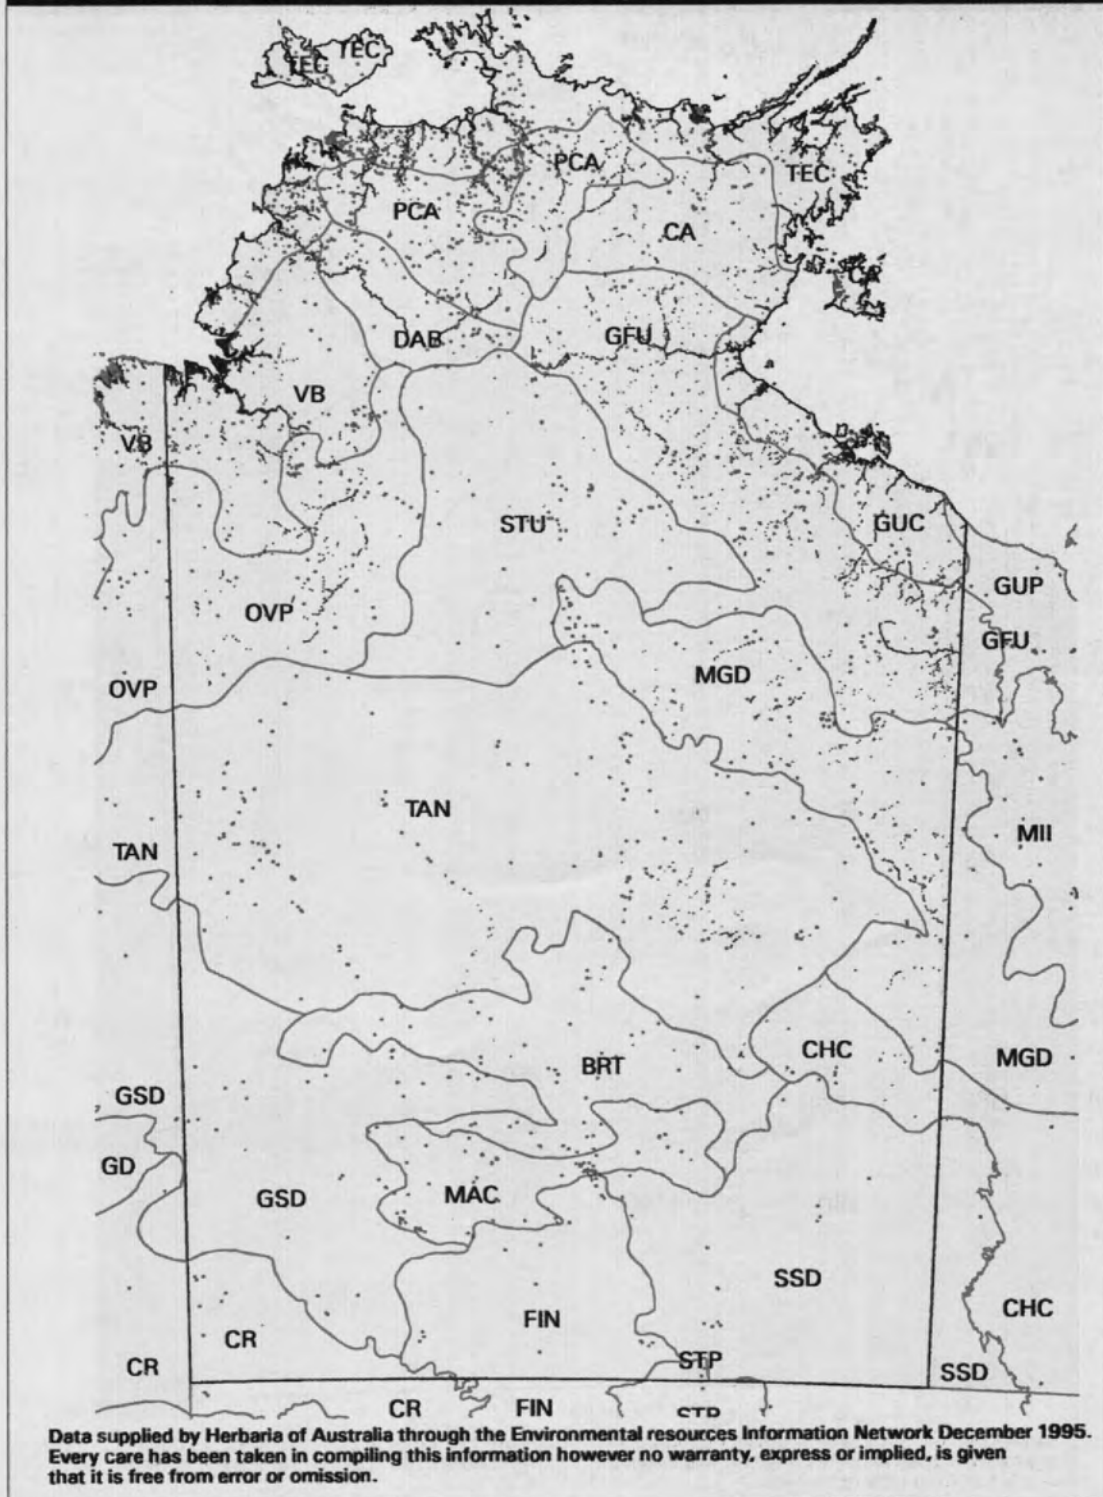 TEC
TEC
PCA
TEC
PCA
CA
CA
DAB
GFU
VB
VB
STU
GUC
GUP
OVP
GFU
OVP
MGD
TAN
MII
TAN
CHC
MGD
BRT
GSD
GD
GSD
MAC
SSD
CHC
FIN
CR
STP
CR
SSD
CR
FIN
STP
Data supplied by Herbaria of Australia through the Environmental resources Information Network December 1995.
Every care has been taken in compiling this information however no warranty, express or implied, is given
that it is free from error or omission.